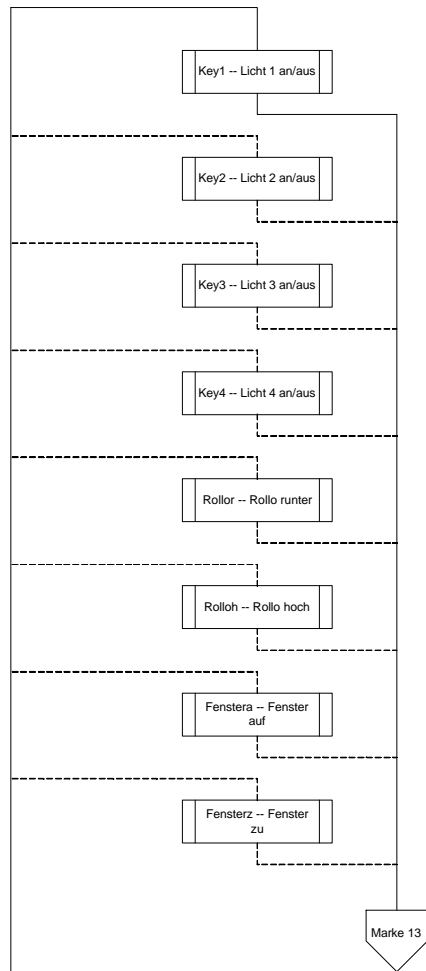 Key1 -- Licht 1 an/aus
Key2 -- Licht 2 an/aus
Key3 -- Licht 3 an/aus
Key4 -- Licht 4 an/aus
Rollor -- Rollo runter
Rolloh -- Rollo hoch
Fenstera -- Fenster
auf
Fensterz -- Fenster
zu
Marke 13